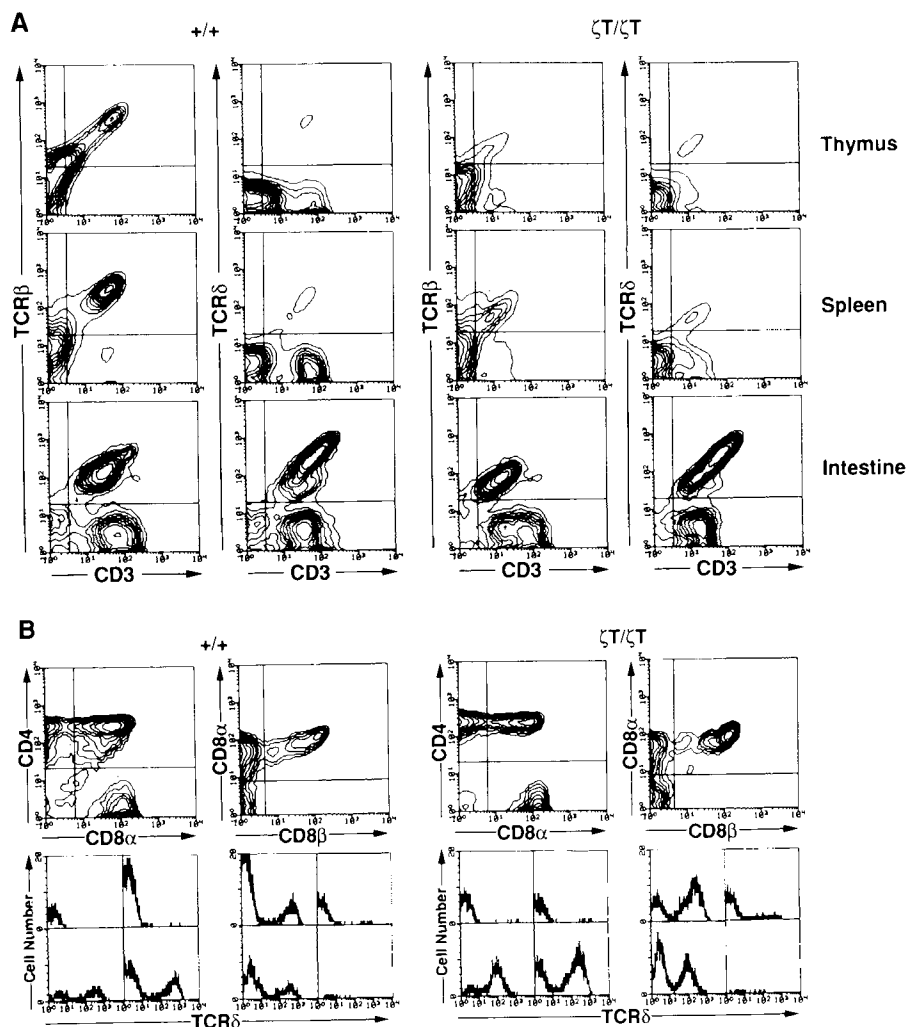 A
+/+
ζT/ζT
TCRβ
TCRδ
TCRβ
TCRδ
Thymus
Spleen
Intestine
CD3
CD3
CD3
CD3
B
+/+
ζT/ζT
CD4
CD8α
CD4
CD8α
CD8α
CD8β
CD8α
CD8β
Cell Number
Cell Number
TCRδ
TCRδ